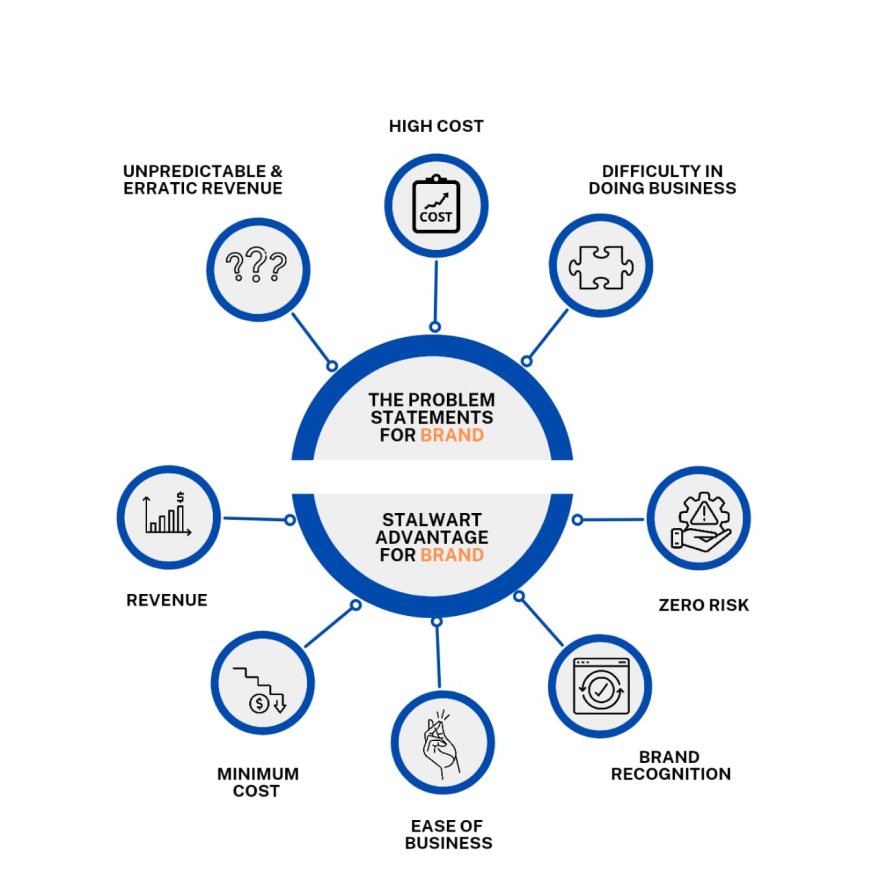 HIGH COST
UNPREDICTABLE &
ERRATIC REVENUE
DIFFICULTY IN
DOING BUSINESS
COST
???
THE PROBLEM
STATEMENTS
FOR BRAND
STALWART
ADVANTAGE
FOR BRAND
$
REVENUE
ZERO RISK
$
MINIMUM
COST
BRAND
RECOGNITION
EASE OF
BUSINESS